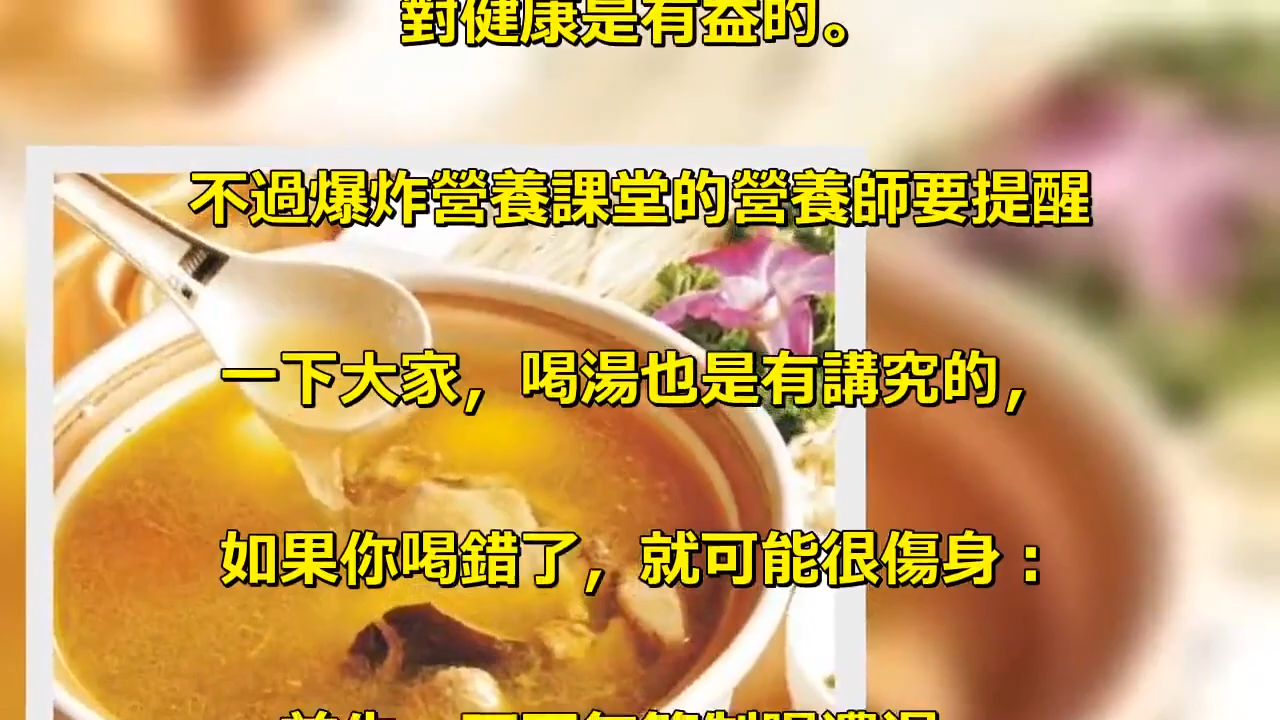 對健康是有益的。
不過爆炸營養課堂的營養師要提醒
一下大家，喝湯也是有講究的，
如果你喝錯了，就可能很傷身：